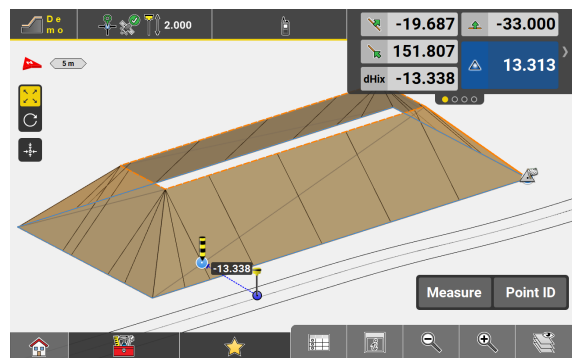 De
mo
2.000
-19.687
-33.000
151.807
13.313
dHix -13.338
5 m
-13.338
Measure
Point ID